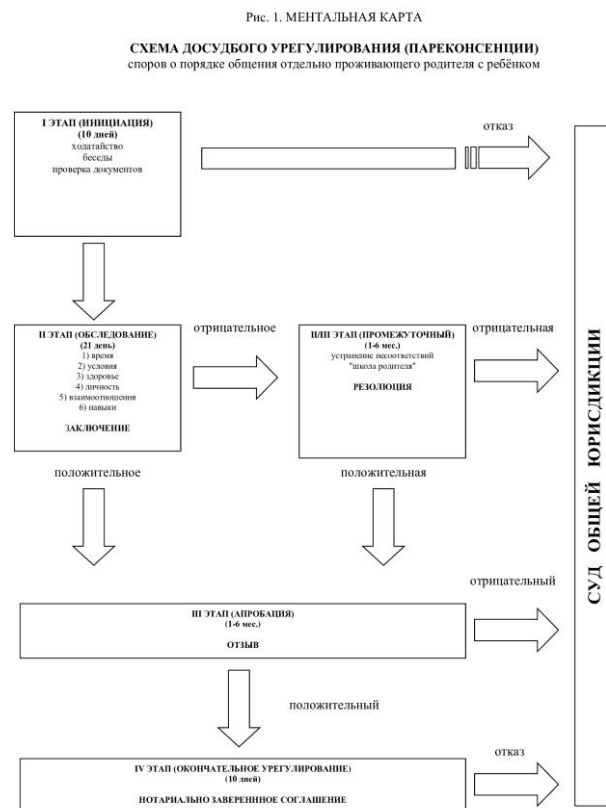 Рис. 1. МЕНТАЛЬНАЯ КАРТА
СХЕМА ДОСУДБОГО УРЕГУЛИРОВАНИЯ (ПАРЕКОНСЕНЦИИ)
споров о порядке общения отдельно проживающего родителя с ребёнком
I ЭТАП (ИНИЦИАЦИЯ)
(10 дней)
ходатайство
беседы
проверка документов
отказ
II ЭТАП (ОБСЛЕДОВАНИЕ)
(21 день)
1) время
2) условия
3) здоровье
4) личность
5) взаимоотношения
6) навыки
ЗАКЛЮЧЕНИЕ
отрицательное
II/III ЭТАП (ПРОМЕЖУТОЧНЫЙ)
(1-6 мес.)
устранение несоответствий
"школа родителя"
РЕЗОЛЮЦИЯ
отрицательная
положительное
положительная
III ЭТАП (АПРОБАЦИЯ)
(1-6 мес.)
ОТЗЫВ
отрицательный
положительный
IV ЭТАП (ОКОНЧАТЕЛЬНОЕ УРЕГУЛИРОВАНИЕ)
(10 дней)
НОТАРИАЛЬНО ЗАВЕРЕНННОЕ СОГЛАШЕНИЕ
отказ
СУД ОБЩЕЙ ЮРИСДИКЦИИ